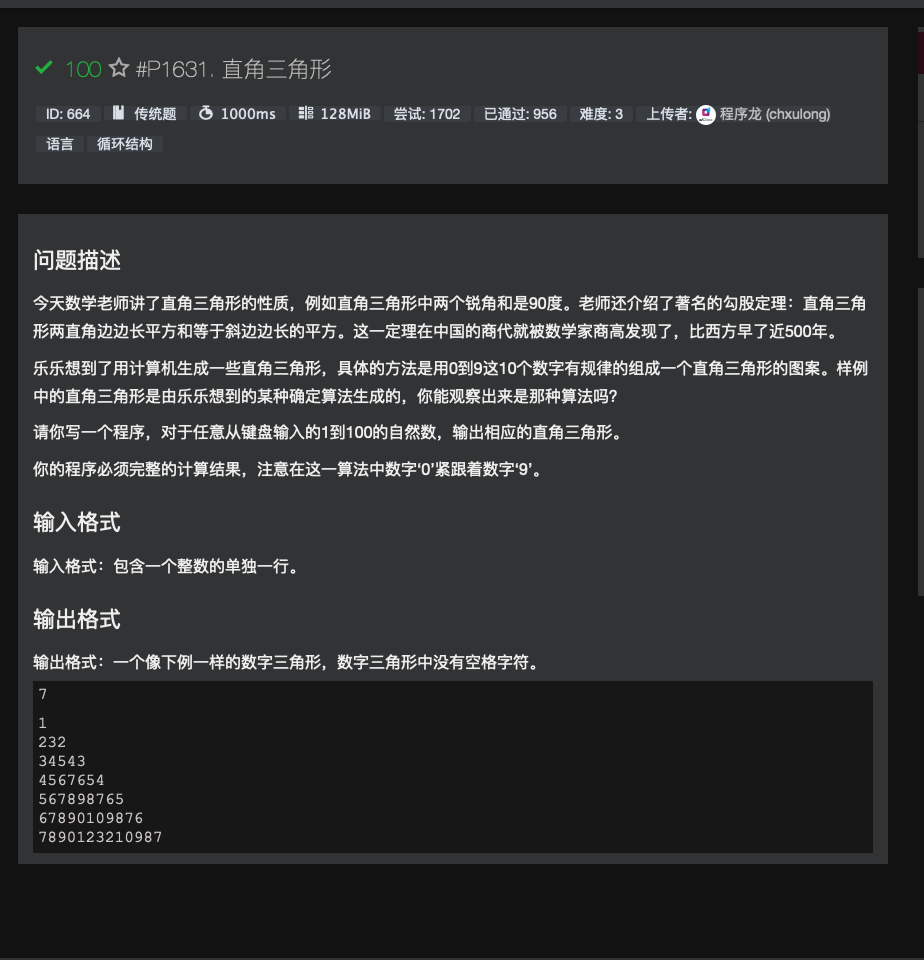 100 #P1631. 直角三角形
ID: 664 传统题 1000ms 128MiB 尝试: 1702 已通过: 956 难度: 3 上传者: 程序龙 (chxulong)
语言 循环结构
问题描述
今天数学老师讲了直角三角形的性质，例如直角三角形中两个锐角和是90度。老师还介绍了著名的勾股定理：直角三角
形两直角边边长平方和等于斜边边长的平方。这一定理在中国的商代就被数学家商高发现了，比西方早了近500年。
乐乐想到了用计算机生成一些直角三角形，具体的方法是用0到9这10个数字有规律的组成一个直角三角形的图案。样例
中的直角三角形是由乐乐想到的某种确定算法生成的，你能观察出来是那种算法吗?
请你写一个程序，对于任意从键盘输入的1到100的自然数，输出相应的直角三角形。
你的程序必须完整的计算结果，注意在这一算法中数字‘0’紧跟着数字‘9’。
输入格式
输入格式：包含一个整数的单独一行。
输出格式
输出格式：一个像下例一样的数字三角形，数字三角形中没有空格字符。
7
1
232
34543
4567654
567898765
67890109876
7890123210987